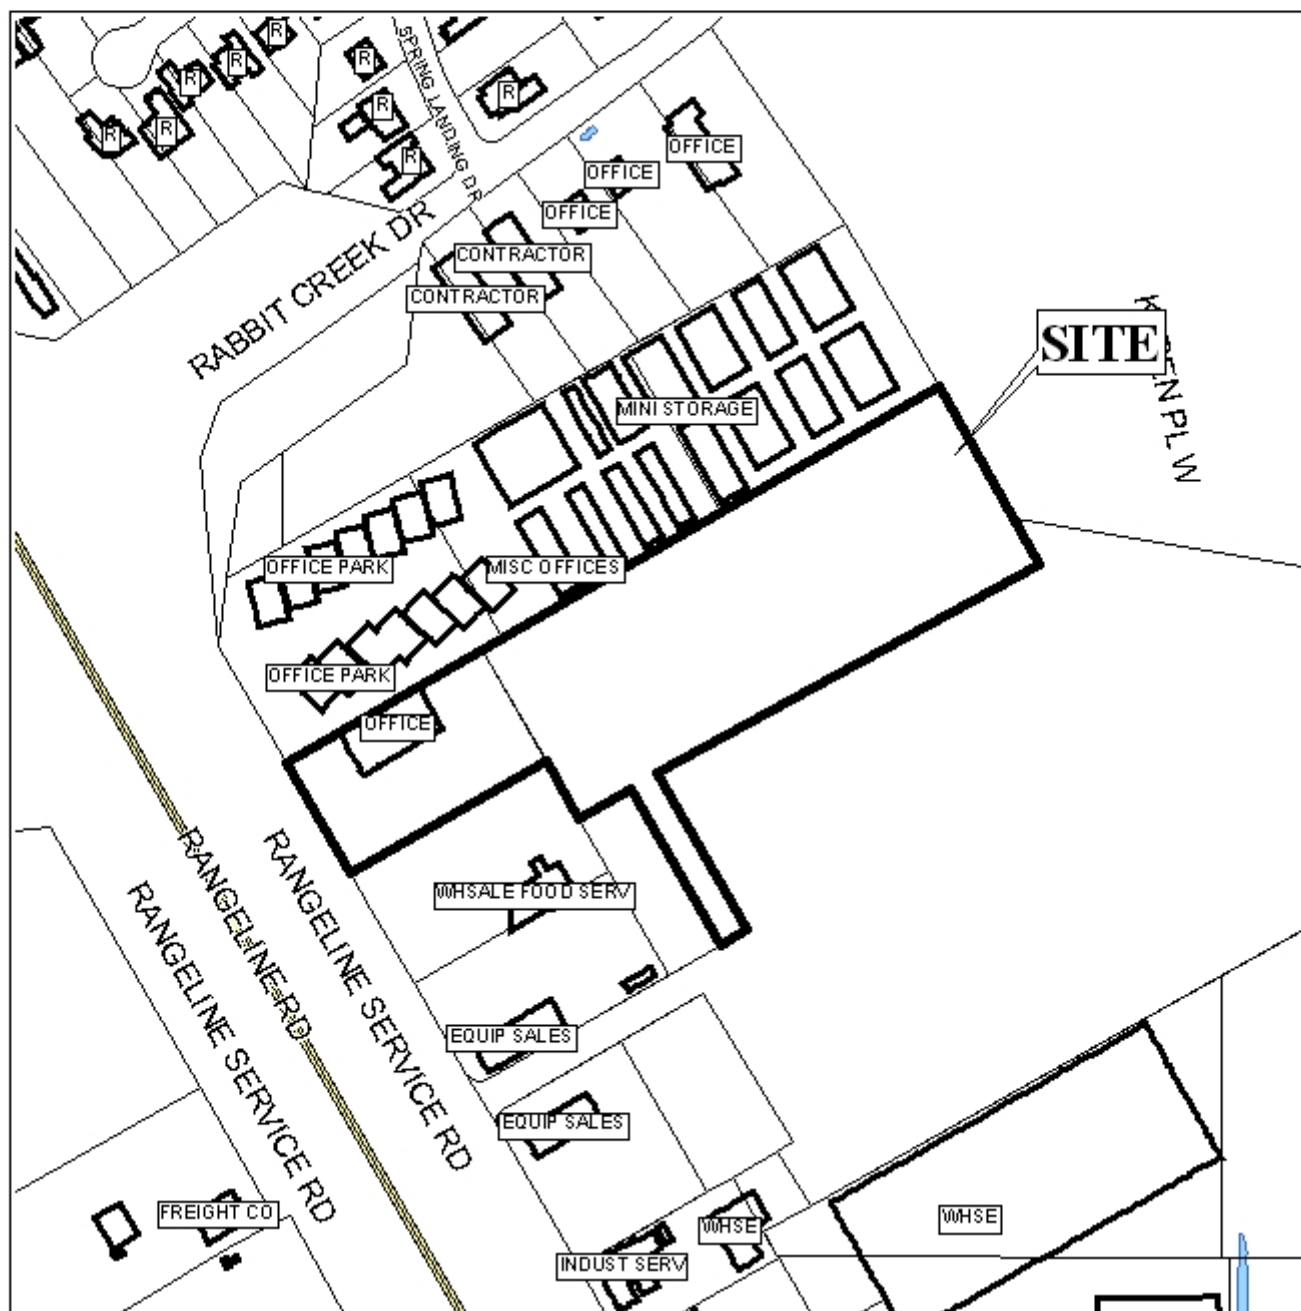 R
R
R
R
R
R
R
R
R
SPRING LANDING DR
OFFICE
OFFICE
OFFICE
RABBIT CREEK DR
CONTRACTOR
CONTRACTOR
SITE
PL W
MINI STORAGE
OFFICE PARK
MISC OFFICES
OFFICE PARK
OFFICE
RANGELINE RD
RANGELINE SERVICE RD
RANGELINE SERVICE RD
WHSALE FOOD SERV
EQUIP SALES
EQUIP SALES
FREIGHT CO
WHSE
WHSE
INDUST SERV